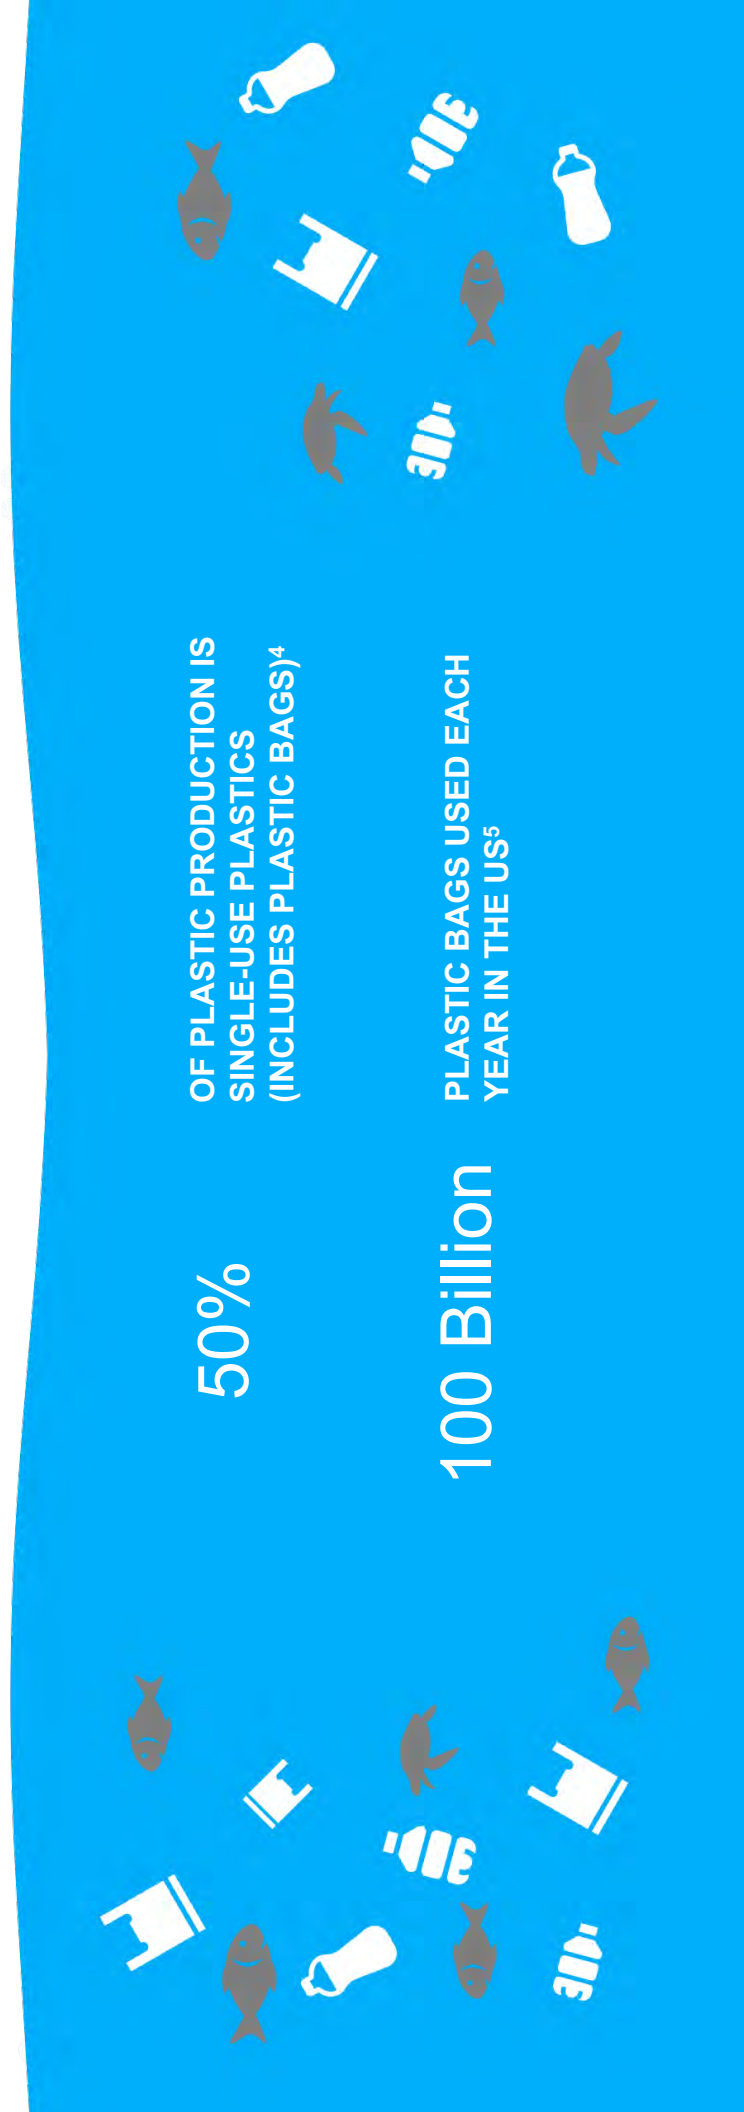 50%
OF PLASTIC PRODUCTION IS
SINGLE-USE PLASTICS
(INCLUDES PLASTIC BAGS)⁴
100 Billion
PLASTIC BAGS USED EACH
YEAR IN THE US⁵